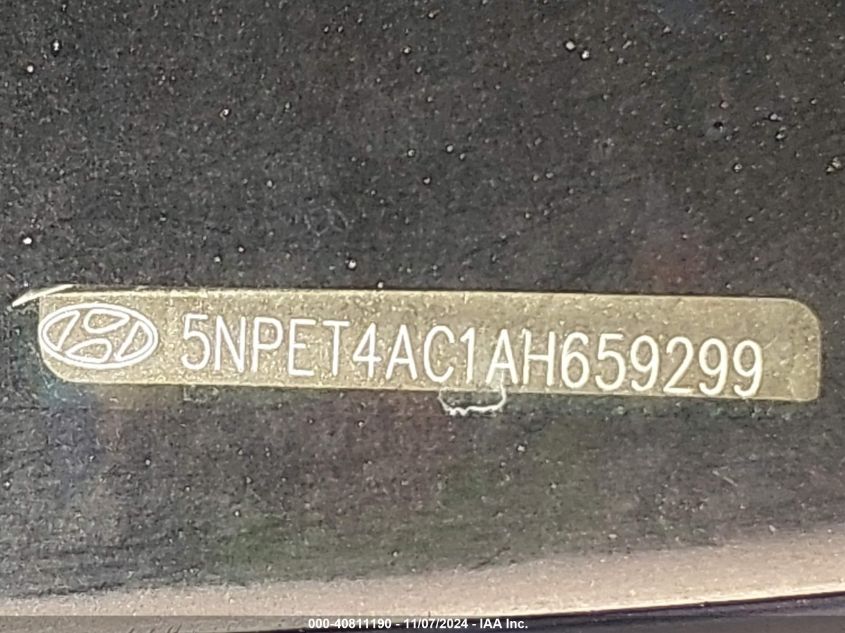 5NPET4AC1AH659299
000-40811190 - 11/07/2024 - IAA Inc.